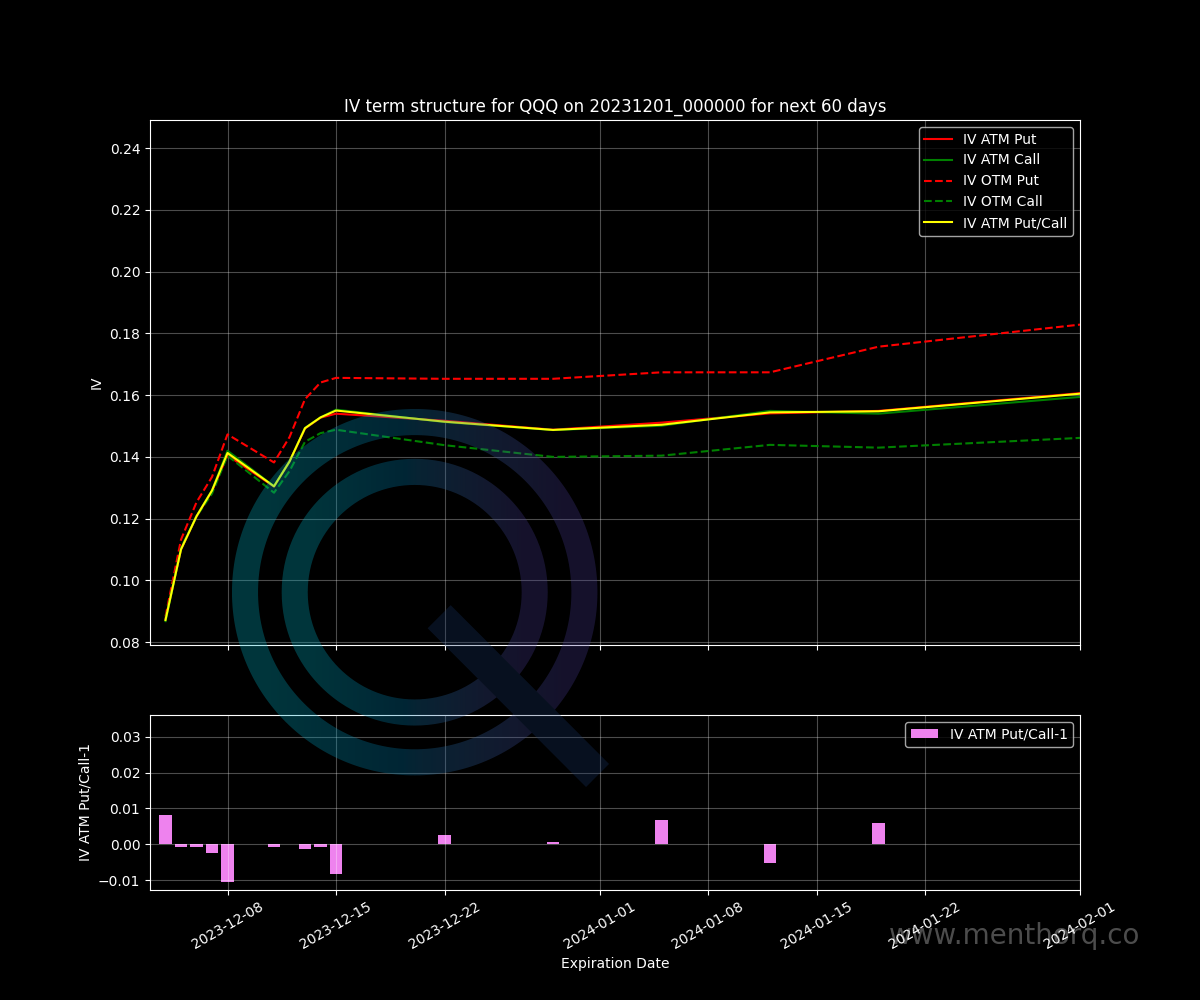 IV term structure for QQQ on 20231201_000000 for next 60 days
IV ATM Put
IV ATM Call
IV OTM Put
IV OTM Call
IV ATM Put/Call
0.24
0.22
0.20
0.18
0.16
0.14
0.12
0.10
0.08
IV
IV ATM Put/Call-1
0.03
0.02
0.01
0.00
−0.01
IV ATM Put/Call-1
2023-12-08
2023-12-15
2023-12-22
2024-01-01
2024-01-08
2024-01-15
2024-01-22
2024-02-01
www.menthorq.co
Expiration Date